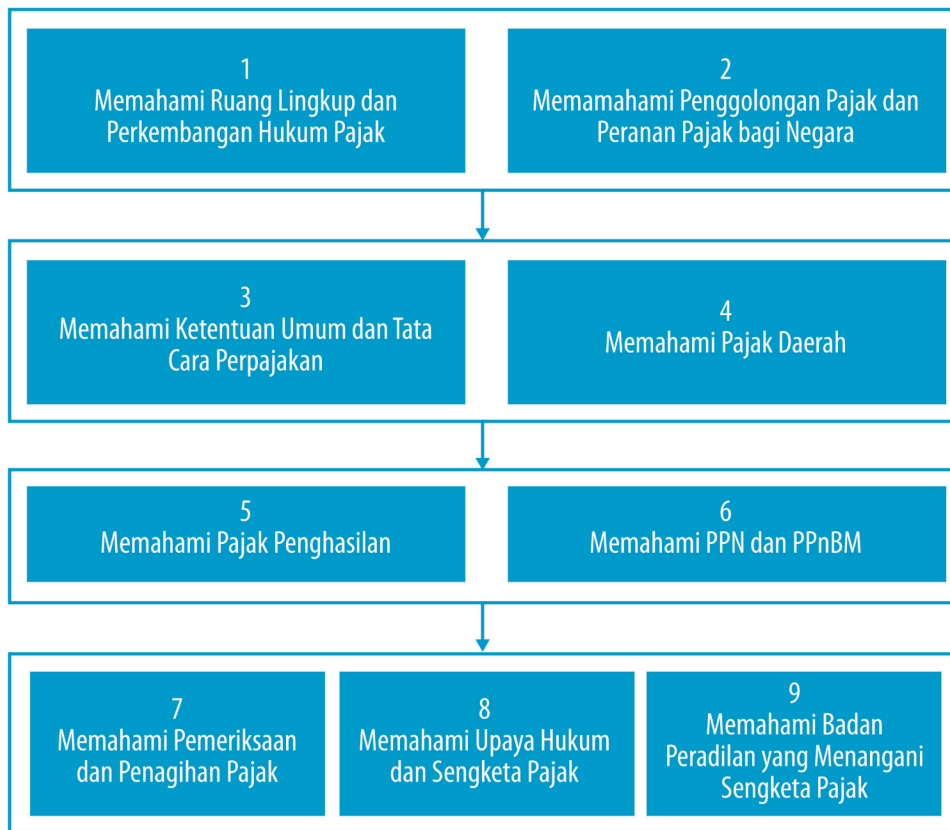 1
Memahami Ruang Lingkup dan
Perkembangan Hukum Pajak
2
Memamahami Penggolongan Pajak dan
Peranan Pajak bagi Negara
3
Memahami Ketentuan Umum dan Tata
Cara Perpajakan
4
Memahami Pajak Daerah
5
Memahami Pajak Penghasilan
6
Memahami PPN dan PPnBM
7
Memahami Pemeriksaan
dan Penagihan Pajak
8
Memahami Upaya Hukum
dan Sengketa Pajak
9
Memahami Badan
Peradilan yang Menangani
Sengketa Pajak